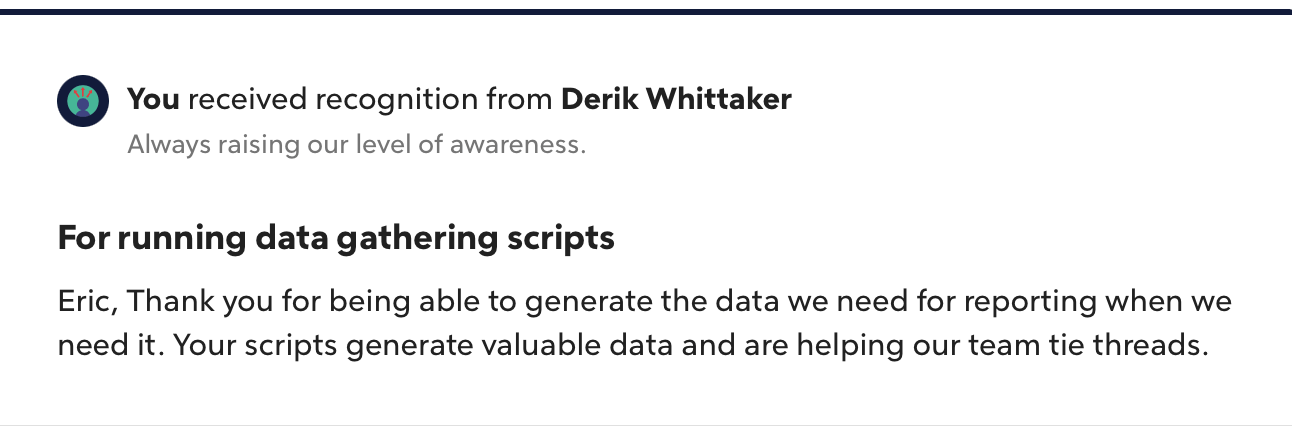 You received recognition from Derik Whittaker
Always raising our level of awareness.
For running data gathering scripts
Eric, Thank you for being able to generate the data we need for reporting when we
need it. Your scripts generate valuable data and are helping our team tie threads.